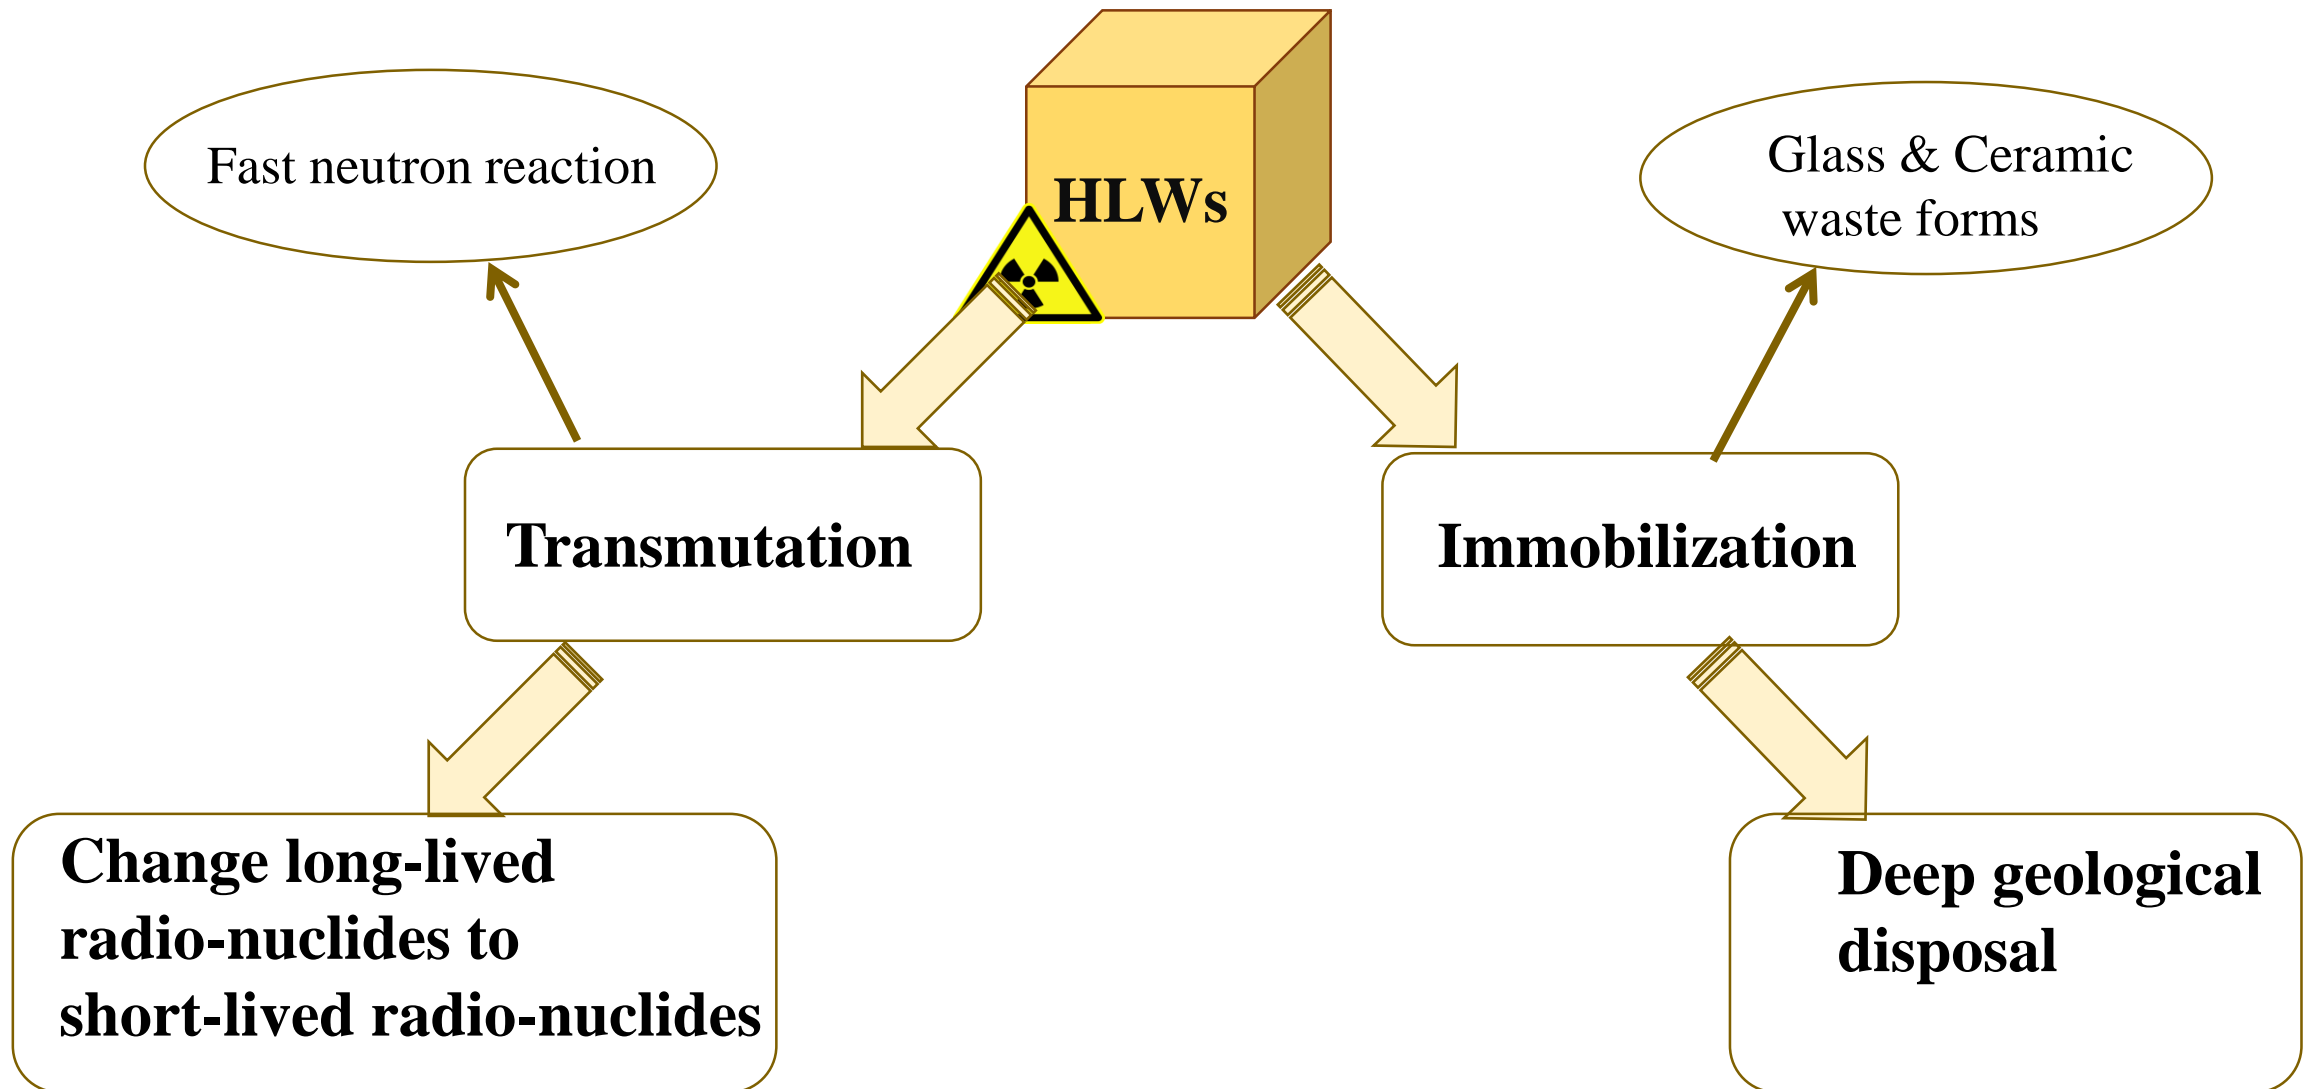 HLWs
Fast neutron reaction
Glass & Ceramic
waste forms
Transmutation
Immobilization
Change long-lived
radio-nuclides to
short-lived radio-nuclides
Deep geological
disposal